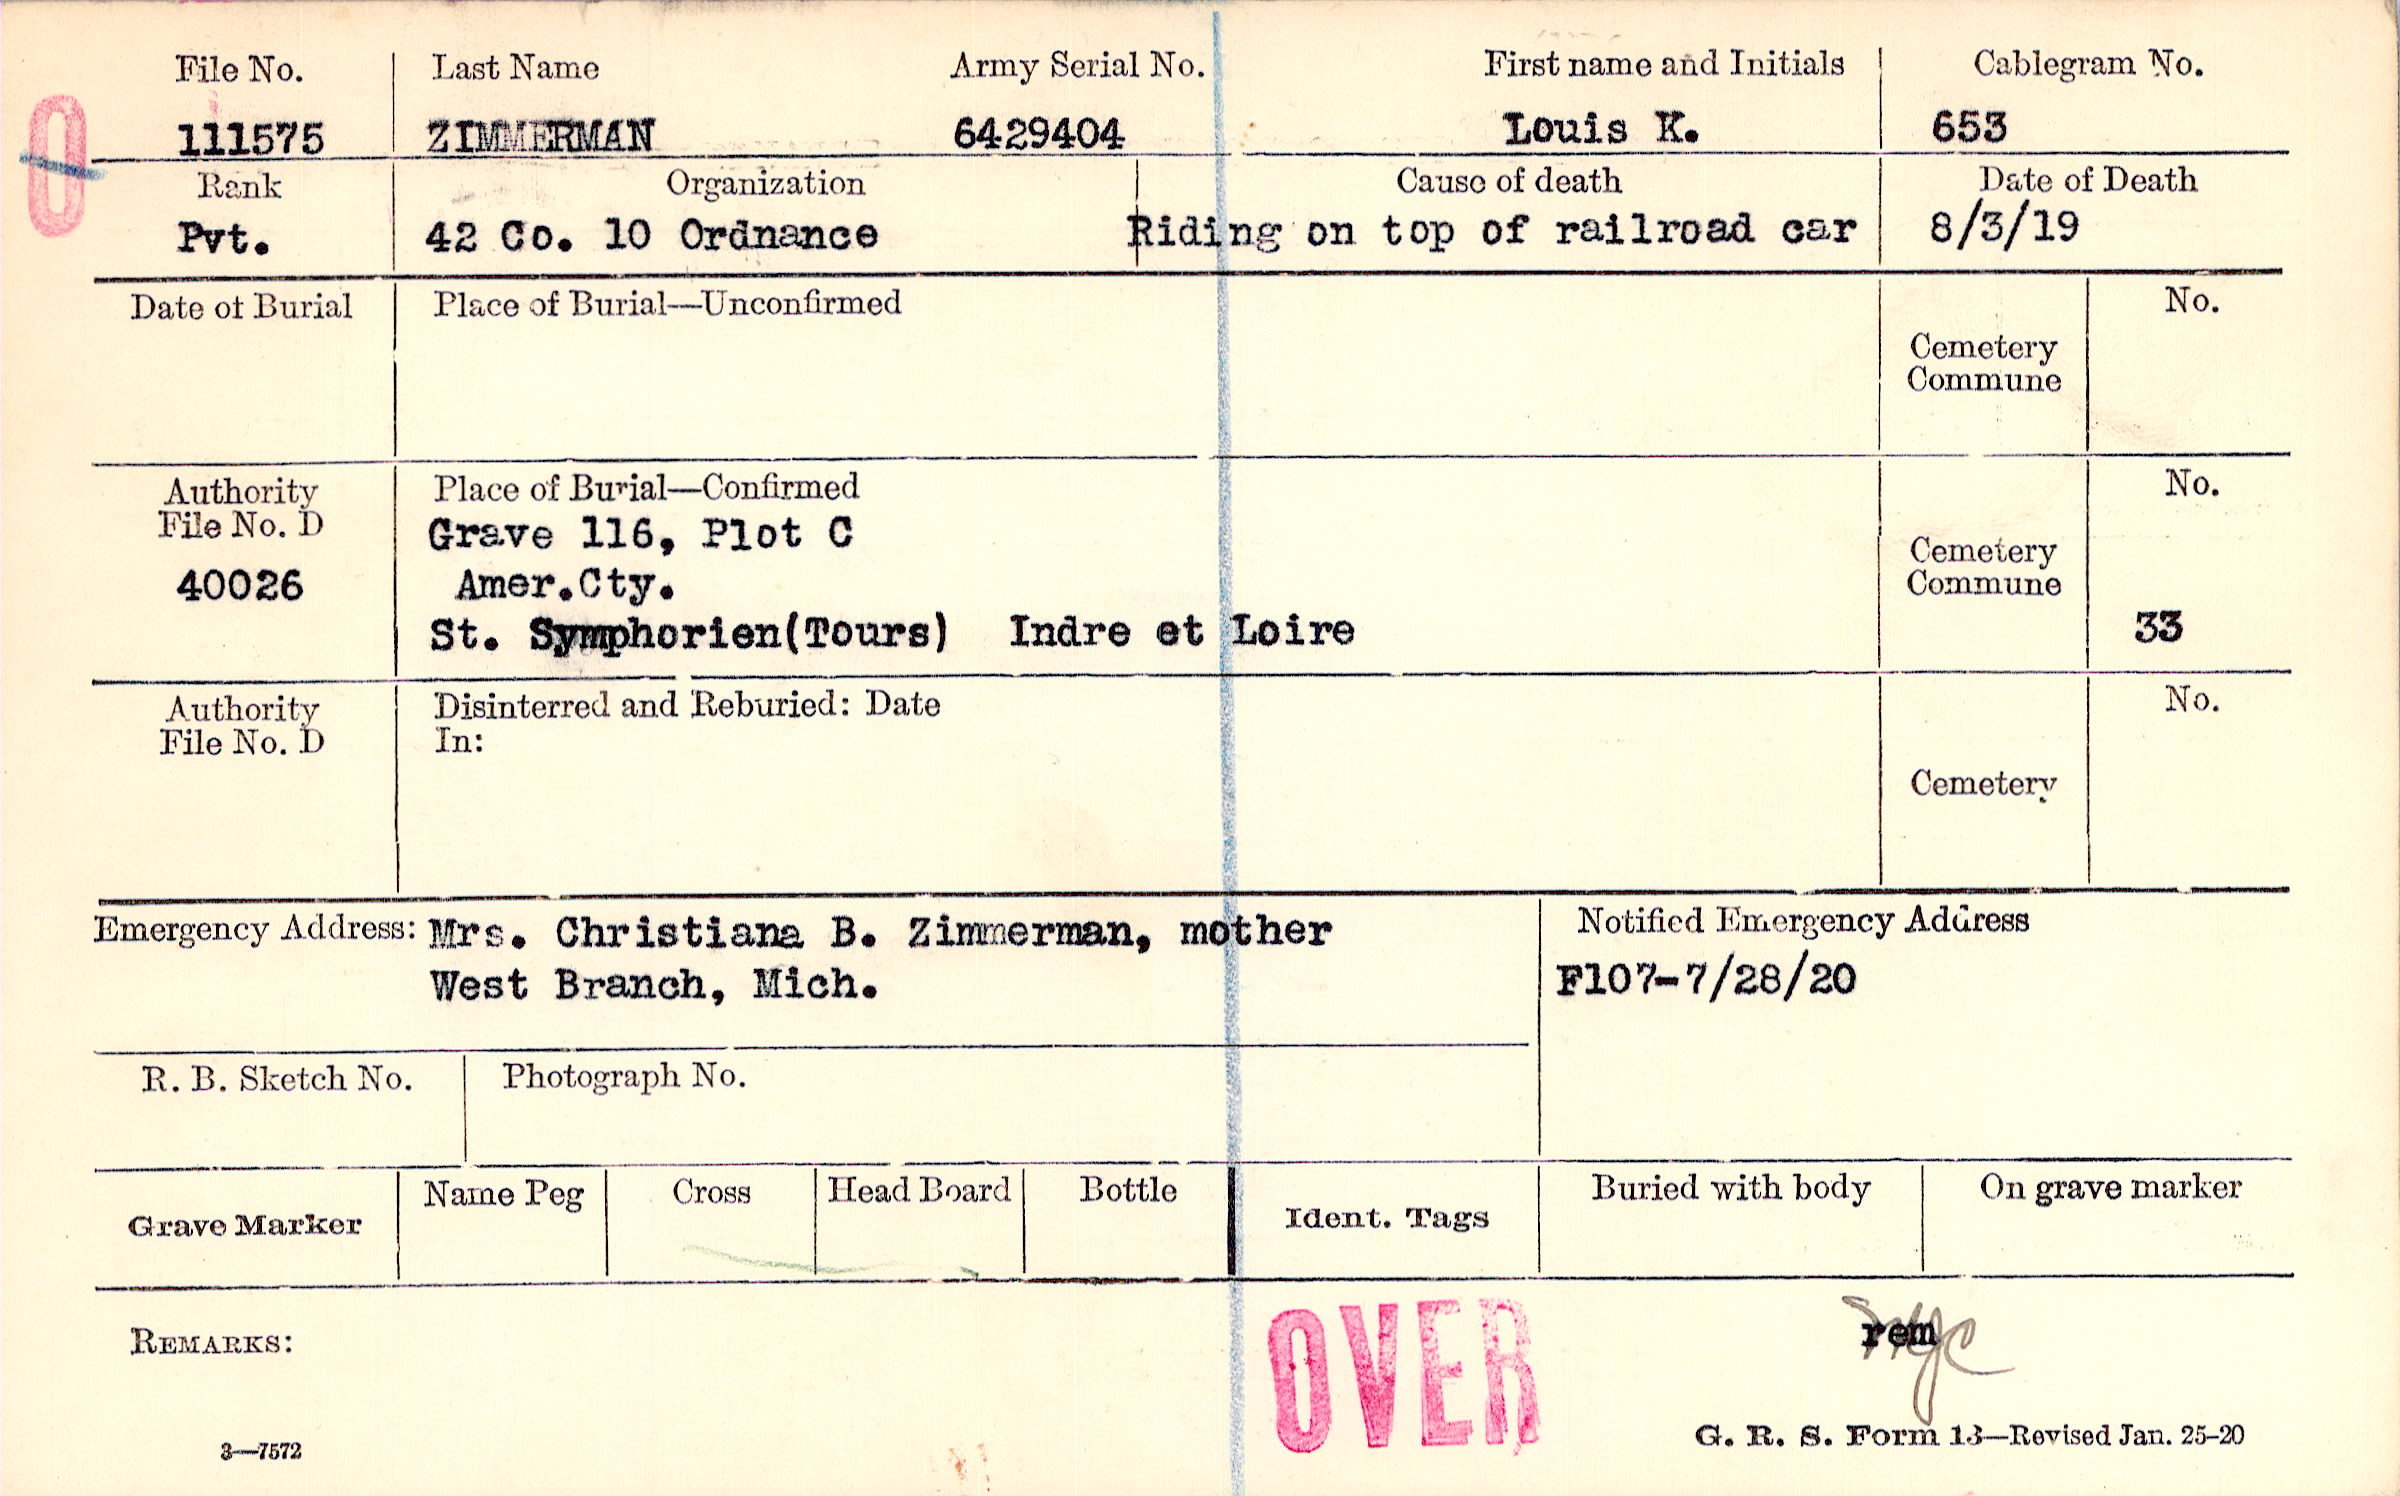 File No. Last Name Army Serial No. First name and Initials Cablegram No.
O 111575 ZIMMERMAN 6429404 Louis K. 653
Rank Organization Cause of death Date of Death
Pvt. 42 Co. 10 Ordnance Riding on top of railroad car 8/3/19
Date of Burial Place of Burial—Unconfirmed No.
Cemetery
Commune
Authority Place of Burial—Confirmed No.
File No. D Grave 116, Plot C
Cemetery
40026 Amer.Cty. Commune
St. Symphorien(Tours) Indre et Loire 33
Authority Disinterred and Reburied: Date No.
File No. D In:
Cemetery
Emergency Address: Mrs. Christiana B. Zimmerman, mother Notified Emergency Address
West Branch, Mich. F107-7/28/20
R. B. Sketch No. Photograph No.
Name Peg Cross Head Board Bottle Buried with body On grave marker
Grave Marker Ident. Tags
REMARKS: OVER rem
3—7572 G. R. S. Form 13—Revised Jan. 25-20